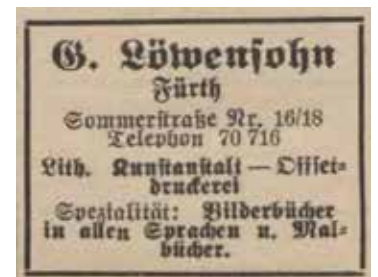 G. Löwensohn
Fürth
Sommerstraße Nr. 16/18
Telephon 70 716
Lith. Kunstanstalt — Offset-
druckerei
Spezialität: Bilderbücher
in allen Sprachen u. Mal-
bücher.